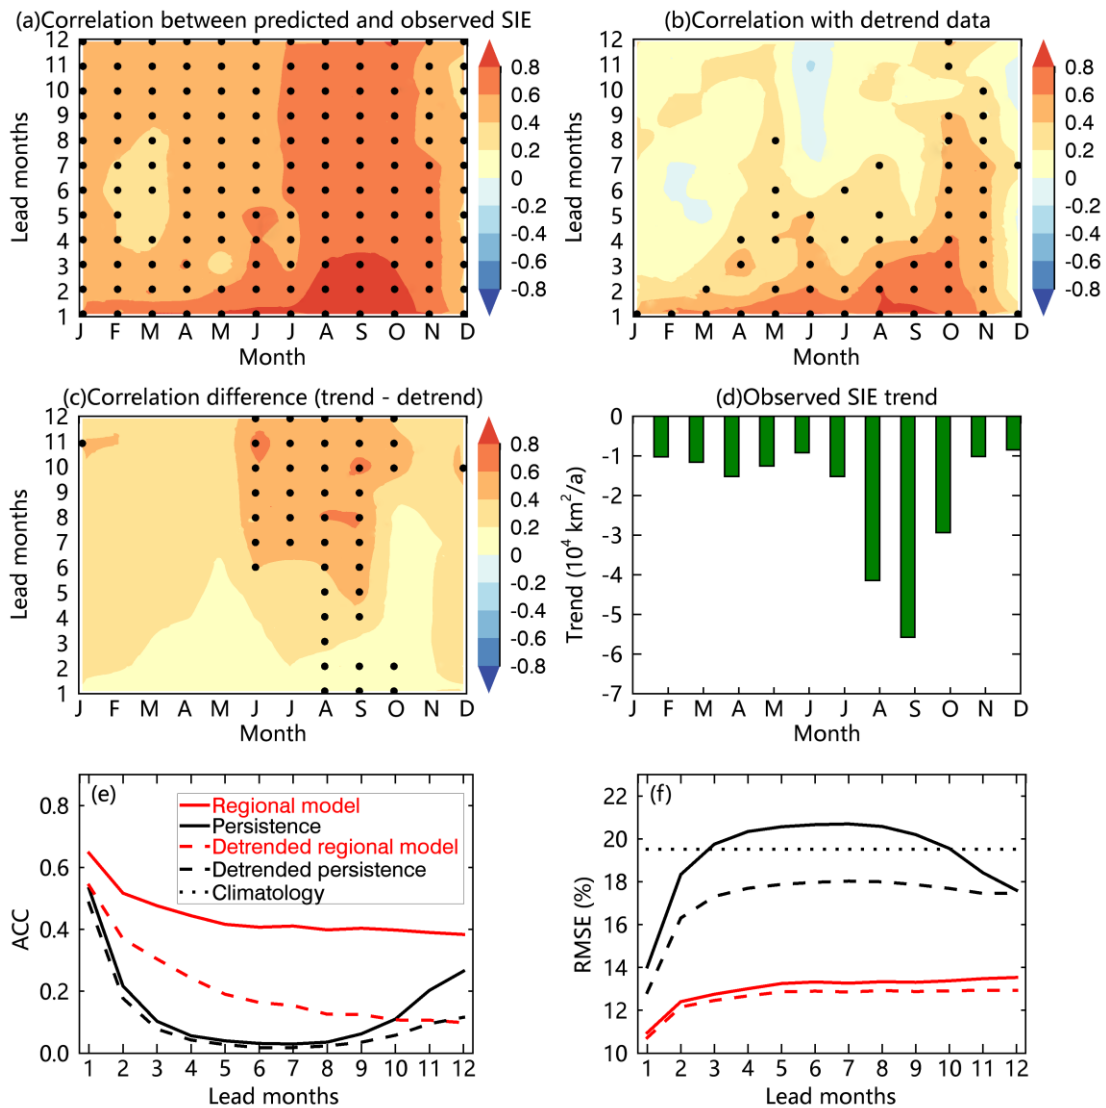 (a)Correlation between predicted and observed SIE
12
11
10
9
8
7
6
5
4
3
2
1
Lead months
J F M A M J J A S O N D
Month
0.8
0.6
0.4
0.2
0
-0.2
-0.4
-0.6
-0.8
(b)Correlation with detrend data
12
11
10
9
8
7
6
5
4
3
2
1
Lead months
J F M A M J J A S O N D
Month
0.8
0.6
0.4
0.2
0
-0.2
-0.4
-0.6
-0.8
(c)Correlation difference (trend - detrend)
12
11
10
9
8
7
6
5
4
3
2
1
Lead months
J F M A M J J A S O N D
Month
0.8
0.6
0.4
0.2
0
-0.2
-0.4
-0.6
-0.8
(d)Observed SIE trend
0
-1
-2
-3
-4
-5
-6
-7
Trend (10⁴ km²/a)
J F M A M J J A S O N D
Month
(e)
Regional model
Persistence
Detrended regional model
Detrended persistence
Climatology
0.8
0.6
0.4
0.2
0.0
ACC
1 2 3 4 5 6 7 8 9 10 11 12
Lead months
(f)
22
20
18
16
14
13
12
10
RMSE (%)
1 2 3 4 5 6 7 8 9 10 11 12
Lead months